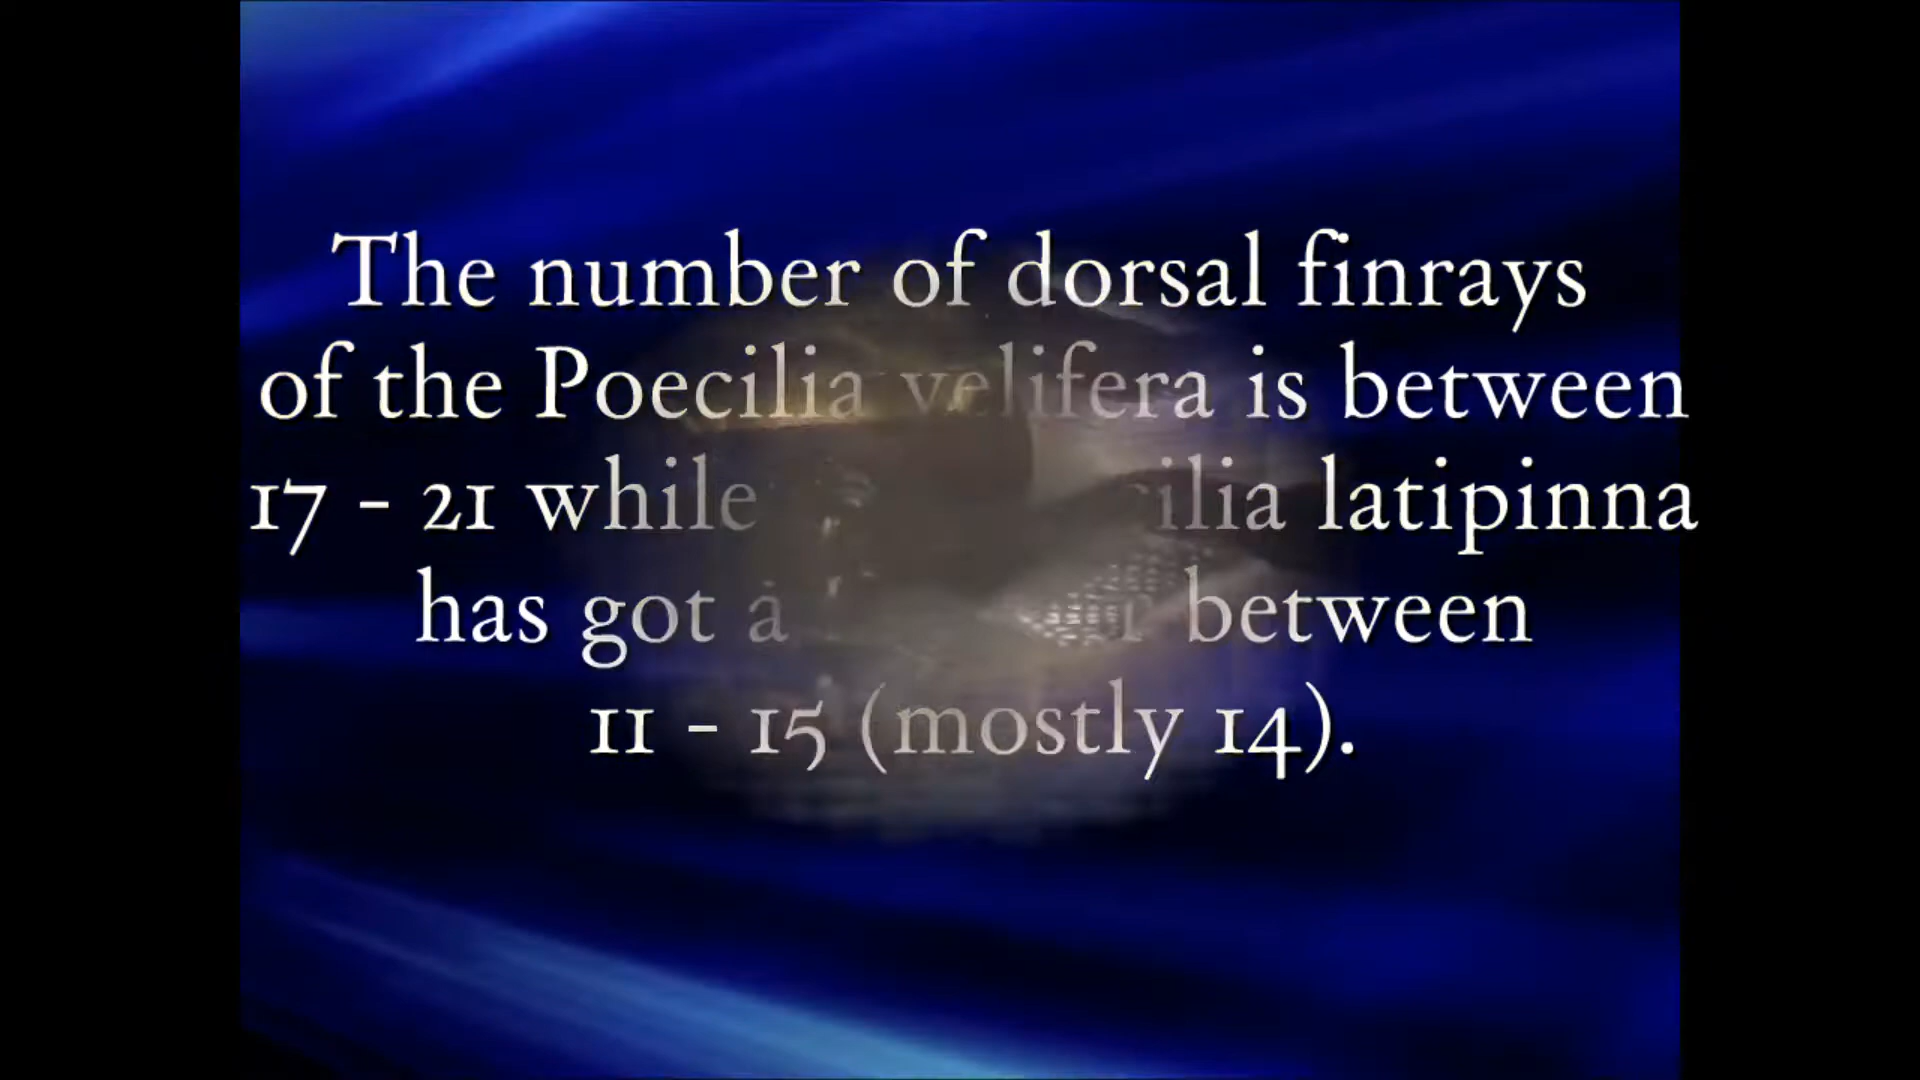 The number of dorsal finrays
of the Poecilia velifera is between
17 - 21 while latipinna
has got a between
11 - 15 (mostly 14).